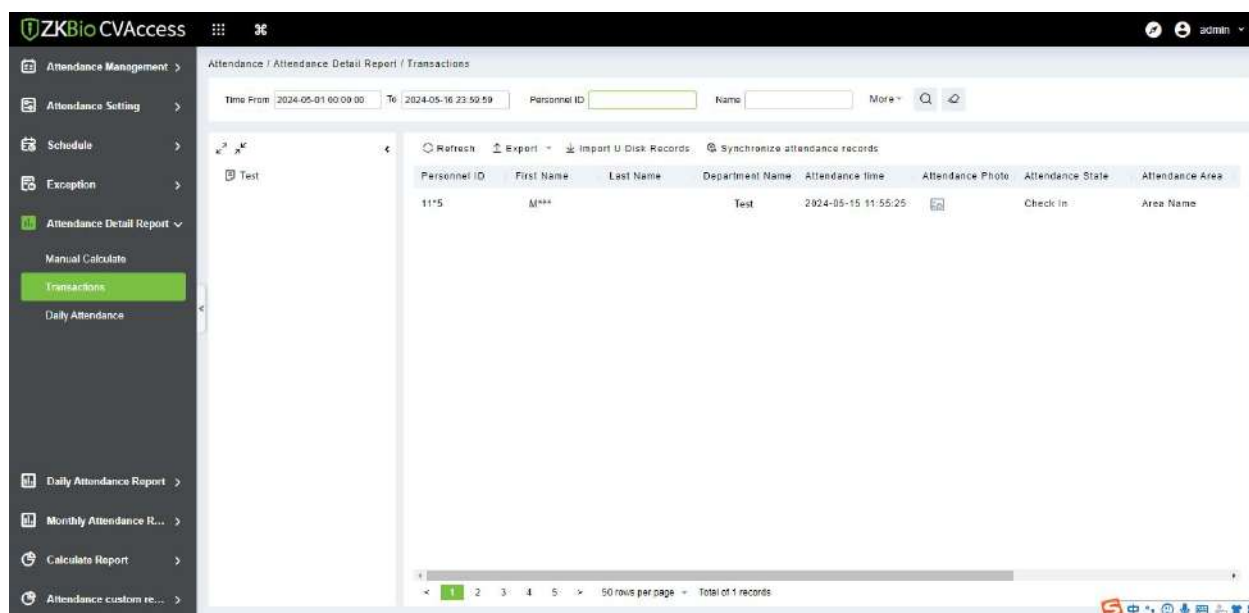 ZKBio CVAccess
admin
Attendance Management
Attendance / Attendance Detail Report / Transactions
Attendance Setting
Time From 2024-05-01 00:00:00 To 2024-05-16 23:59:59 Personnel ID Name More
Schedule
Refresh Export Import U Disk Records Synchronize attendance records
Exception
Test
Personnel ID First Name Last Name Department Name Attendance time Attendance Photo Attendance State Attendance Area
11*5 M*** Test 2024-05-15 11:55:25 Check In Area Name
Attendance Detail Report
Manual Calculate
Transactions
Daily Attendance
Daily Attendance Report
Monthly Attendance R...
Calculate Report
Attendance custom re...
< 1 2 3 4 5 > 50 rows per page Total of 1 records
中